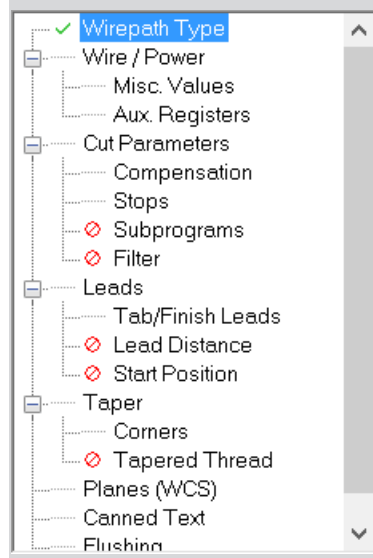 Wirepath Type
Wire / Power
Misc. Values
Aux. Registers
Cut Parameters
Compensation
Stops
Subprograms
Filter
Leads
Tab/Finish Leads
Lead Distance
Start Position
Taper
Corners
Tapered Thread
Planes (WCS)
Canned Text
Flushing